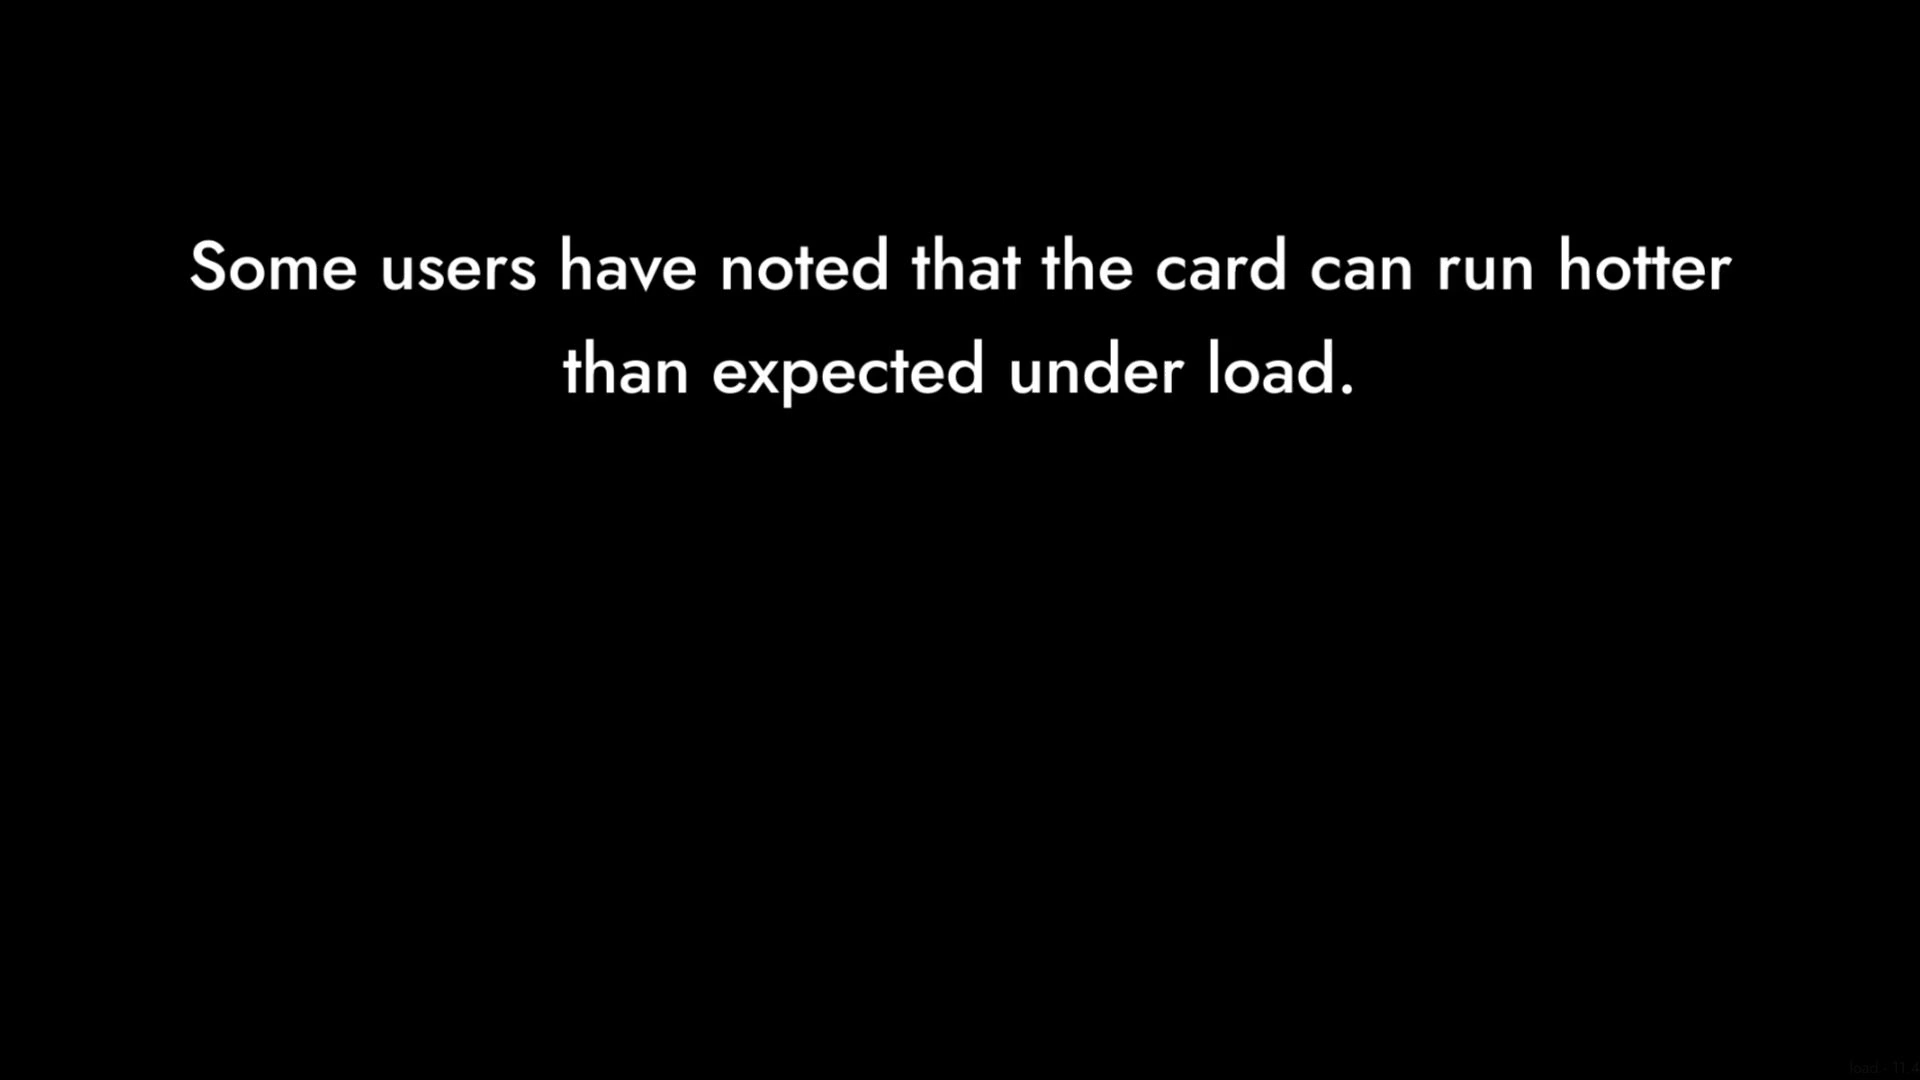 Some users have noted that the card can run hotter
than expected under load.